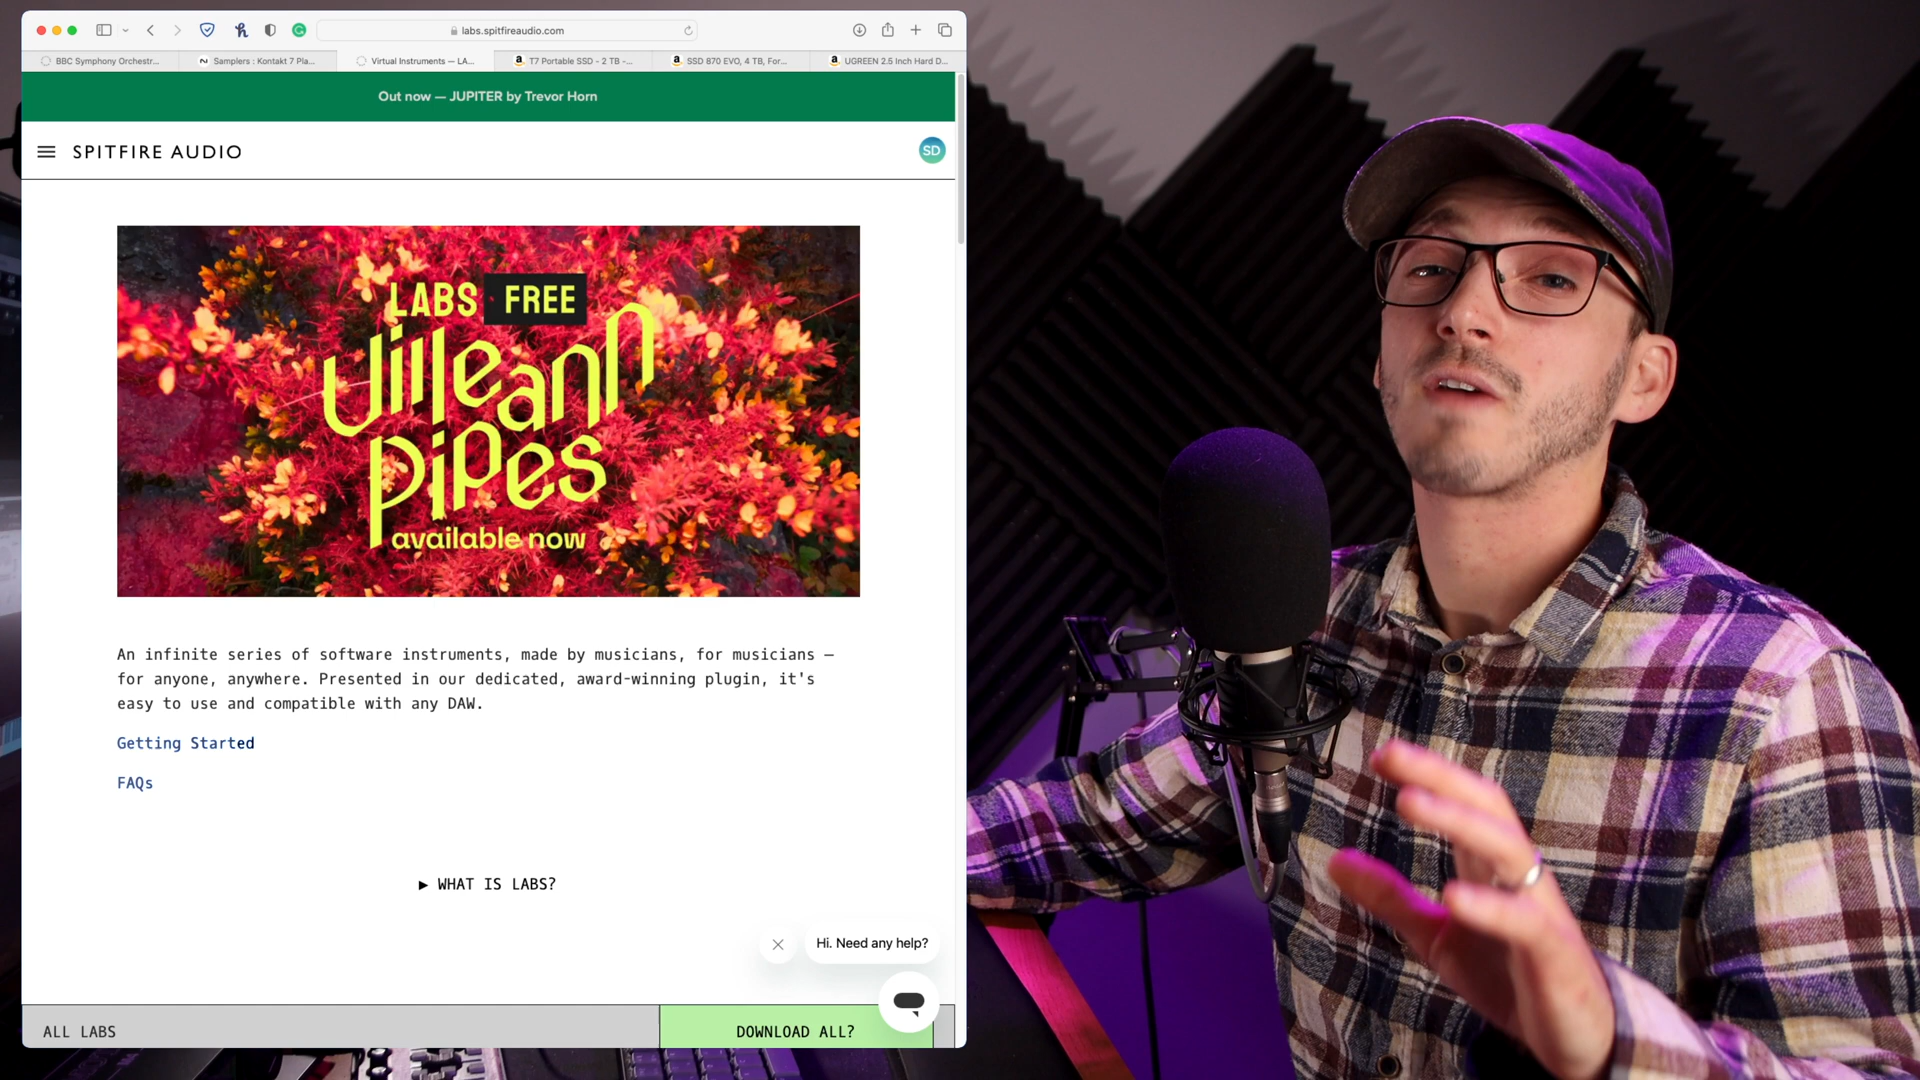 labs.spitfireaudio.com
BBC Symphony Orchestr...
Samplers : Kontakt 7 Pla...
Virtual Instruments — LA...
T7 Portable SSD - 2 TB -...
SSD 870 EVO, 4 TB, For...
UGREEN 2.5 Inch Hard D...
Out now — JUPITER by Trevor Horn
SPITFIRE AUDIO
SD
LABS FREE
Uilleann
Pipes
available now
An infinite series of software instruments, made by musicians, for musicians —
for anyone, anywhere. Presented in our dedicated, award-winning plugin, it's
easy to use and compatible with any DAW.
Getting Started
FAQs
▶ WHAT IS LABS?
Hi. Need any help?
ALL LABS
DOWNLOAD ALL?